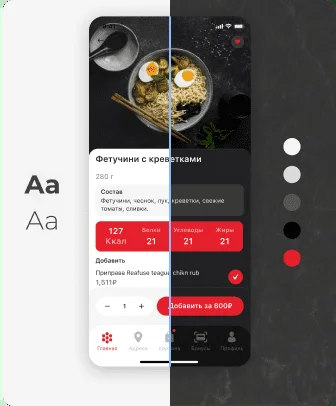 Фетучини с креветками
280 г
Состав
Фетучини, чеснок, лук, креветки, свежие
томаты, сливки.
127 Белки Углеводы Жиры
Ккал 21 21 21
Добавить
Приправа Reafuse teague chikn rub
1,511₽
− 1 + Добавить за 800₽
Aa
Aa
Главная Адреса Корзина Бонусы Профиль